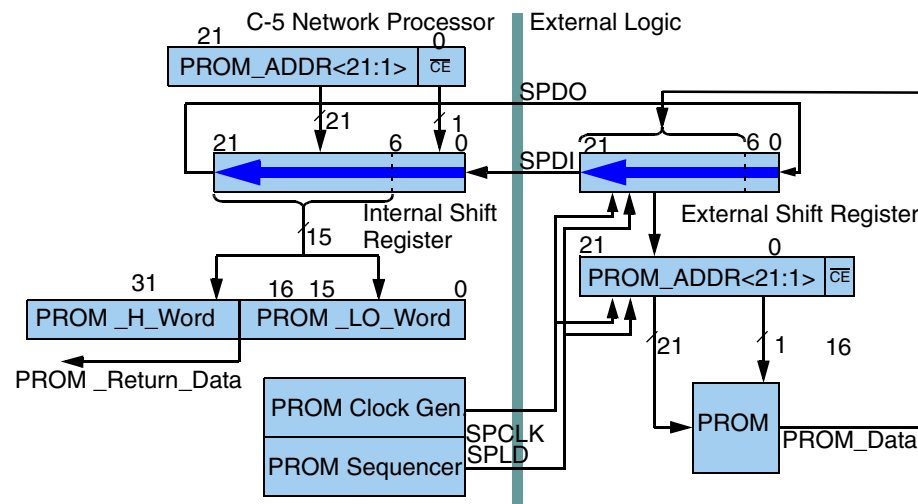 C-5 Network Processor
External Logic
21
0
PROM_ADDR<21:1>
CE
SPDO
21
1
21
6
0
SPDI
21
6
0
Internal Shift
Register
External Shift Register
15
21
0
PROM_ADDR<21:1>
CE
31
16
15
0
PROM _H_Word
PROM _LO_Word
21
1
16
PROM _Return_Data
PROM Clock Gen.
SPCLK
SPLD
PROM Sequencer
PROM
PROM_Data